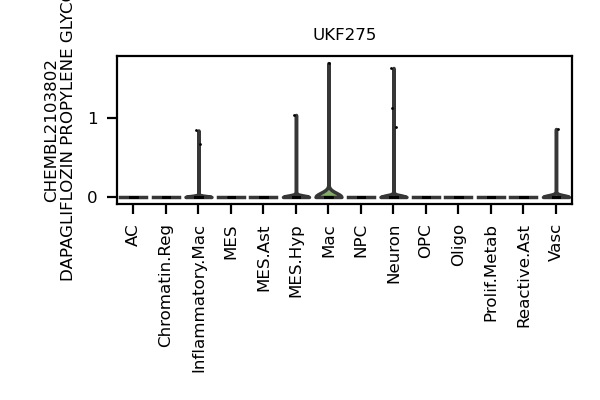 UKF275
CHEMBL2103802
DAPAGLIFLOZIN PROPYLENE GLYCO
1
0
AC
Chromatin.Reg
Inflammatory.Mac
MES
MES.Ast
MES.Hyp
Mac
NPC
Neuron
OPC
Oligo
Prolif.Metab
Reactive.Ast
Vasc